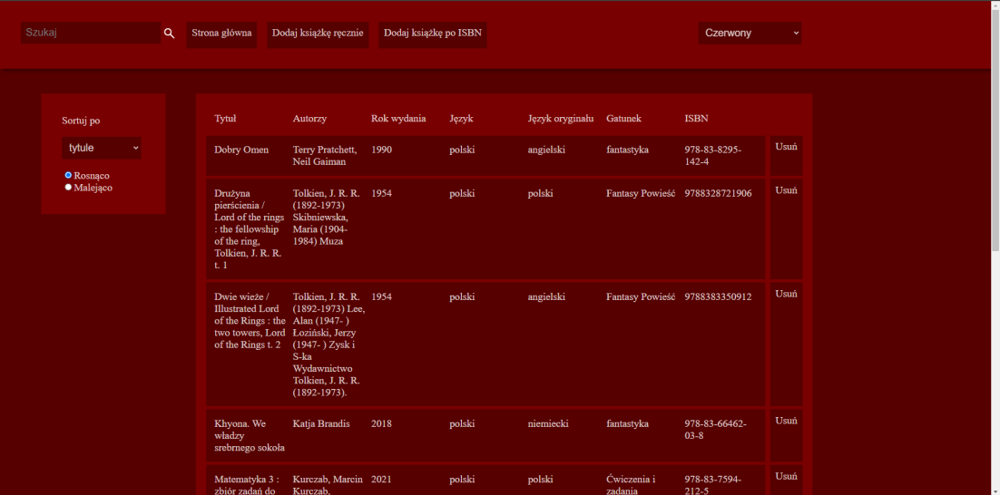 Szukaj Strona główna Dodaj książkę ręcznie Dodaj książkę po ISBN Czerwony
Sortuj po
tytule
Rosnąco
Malejąco
Tytuł Autorzy Rok wydania Język Język oryginału Gatunek ISBN
Dobry Omen Terry Pratchett, 1990 polski angielski fantastyka 978-83-8295- Usuń
Neil Gaiman 142-4
Drużyna Tolkien, J. R. R. 1954 polski polski Fantasy Powieść 9788328721906 Usuń
pierścienia / (1892-1973)
Lord of the rings Skibniewska,
: the fellowship Maria (1904-
of the ring, 1984) Muza
Tolkien, J. R. R.
t. 1
Dwie wieże / Tolkien, J. R. R. 1954 polski angielski Fantasy Powieść 9788383350912 Usuń
Illustrated Lord (1892-1973) Lee,
of the Rings : the Alan (1947- )
two towers, Lord Łoziński, Jerzy
of the Rings t. 2 (1947- ) Zysk i
S-ka
Wydawnictwo
Tolkien, J. R. R.
(1892-1973).
Khyona. We Katja Brandis 2018 polski niemiecki fantastyka 978-83-66462- Usuń
władzy 03-8
srebrnego sokoła
Matematyka 3 : Kurczab, Marcin 2021 polski polski Ćwiczenia i 978-83-7594- Usuń
zbiór zadań do Kurczab, zadania 212-5